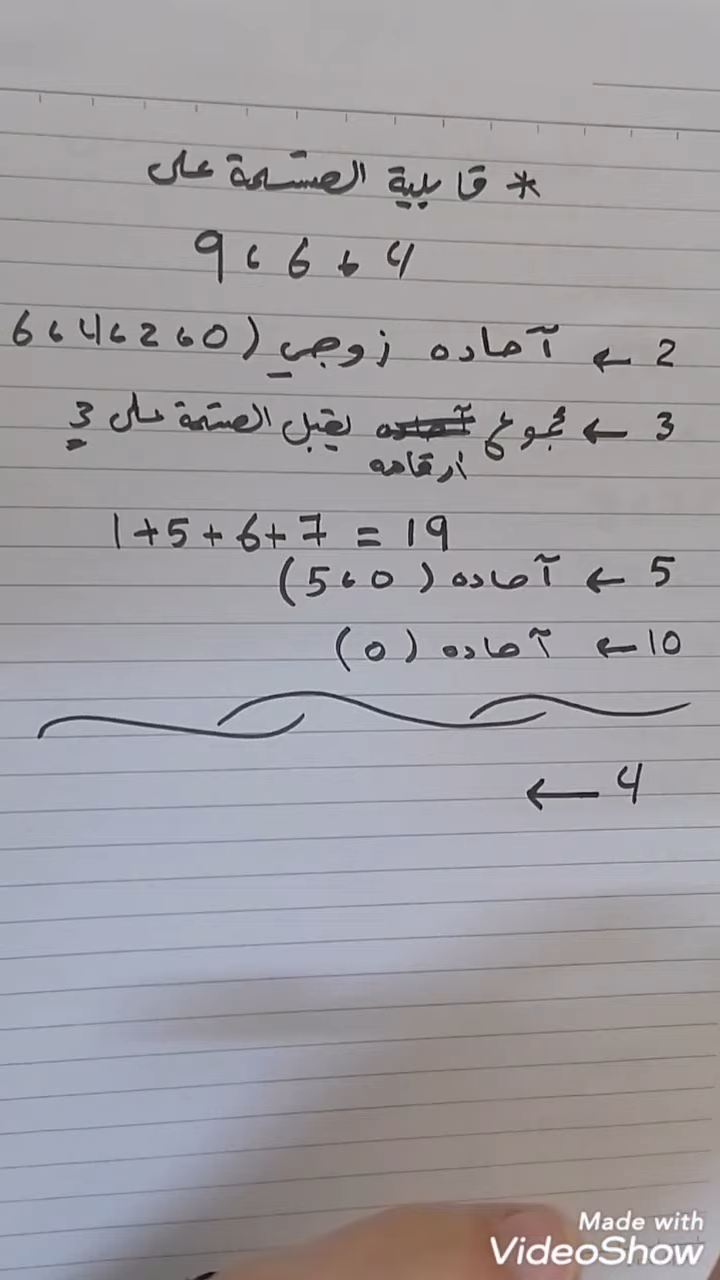 * قابلية القسمة على
4 ، 6 ، 9
2 ← آحاده زوجي (0، 2، 4، 6
3 ← مجموع آحاده أرقامه يقبل القسمة على 3
1+5+6+7=19
5 ← آحاده (0، 5)
10 ← آحاده (0)
4 ←
Made with
VideoShow